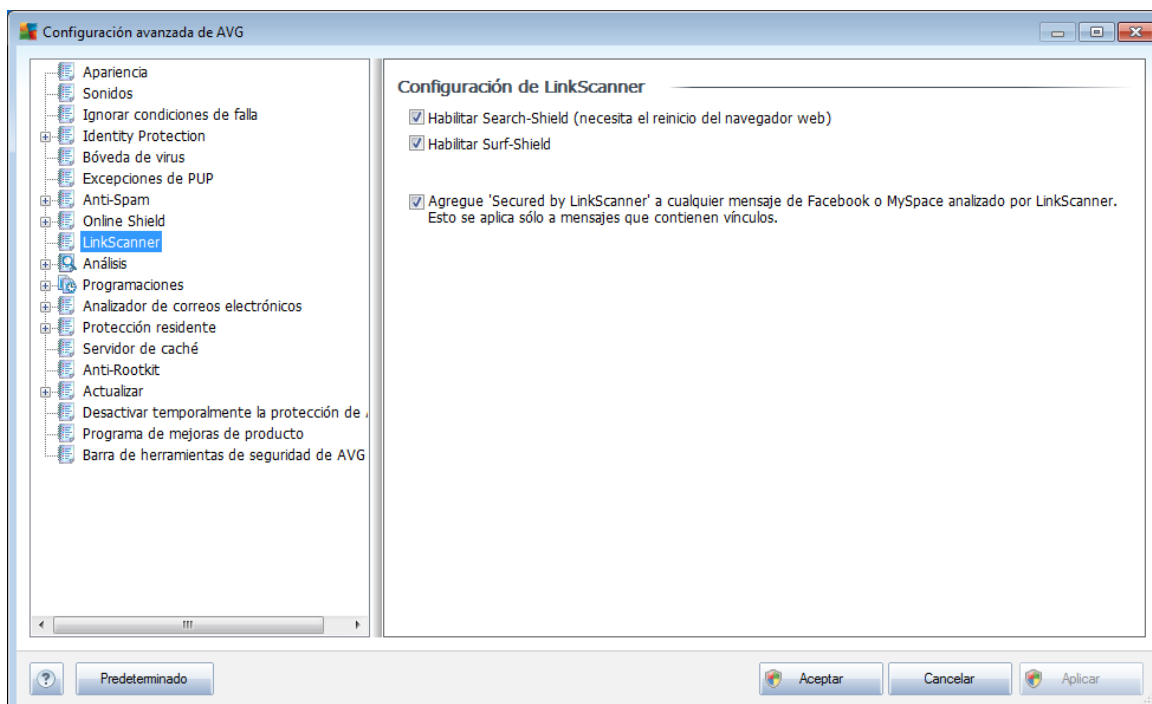 Configuración avanzada de AVG
Apariencia
Sonidos
Ignorar condiciones de falla
Identity Protection
Bóveda de virus
Excepciones de PUP
Anti-Spam
Online Shield
LinkScanner
Análisis
Programaciones
Analizador de correos electrónicos
Protección residente
Servidor de caché
Anti-Rootkit
Actualizar
Desactivar temporalmente la protección de
Programa de mejoras de producto
Barra de herramientas de seguridad de AVG
Configuración de LinkScanner
Habilitar Search-Shield (necesita el reinicio del navegador web)
Habilitar Surf-Shield
Agregue 'Secured by LinkScanner' a cualquier mensaje de Facebook o MySpace analizado por LinkScanner.
Esto se aplica sólo a mensajes que contienen vínculos.
?
Predeterminado
Aceptar
Cancelar
Aplicar